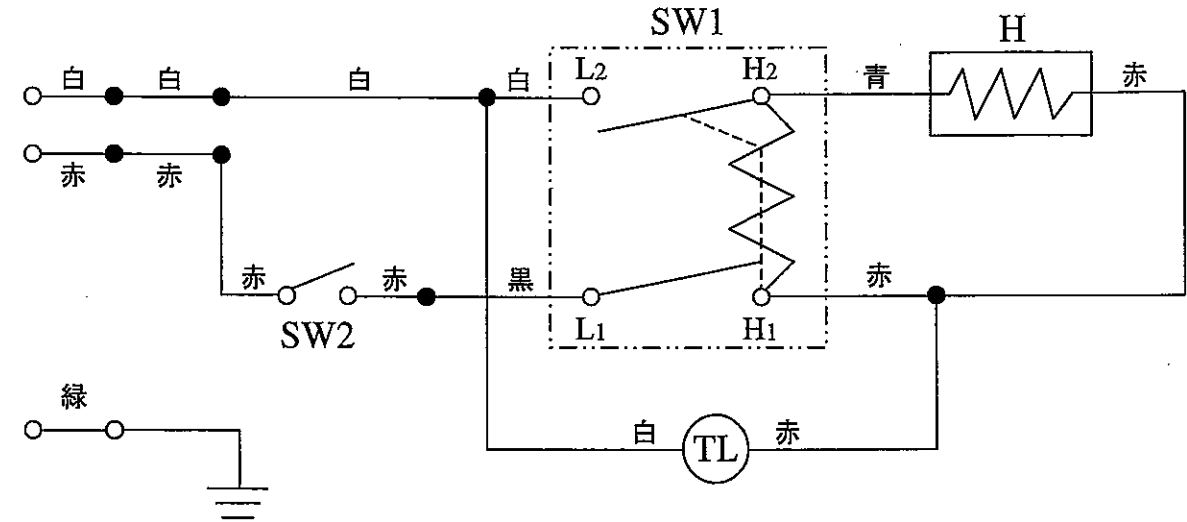 SW1
H
白 白 白 白 L2 H2 青 赤
赤 赤
赤 赤 黒 赤
SW2 L1 H1
緑
白 TL 赤